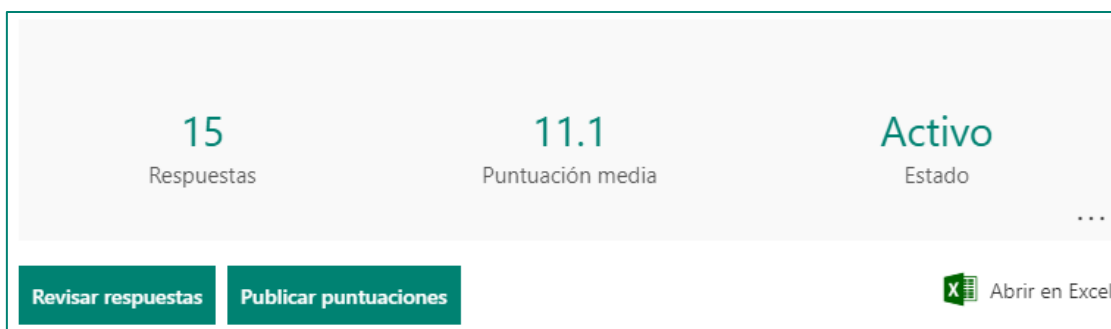 15
Respuestas
11.1
Puntuación media
Activo
Estado
...
Revisar respuestas
Publicar puntuaciones
Abrir en Excel